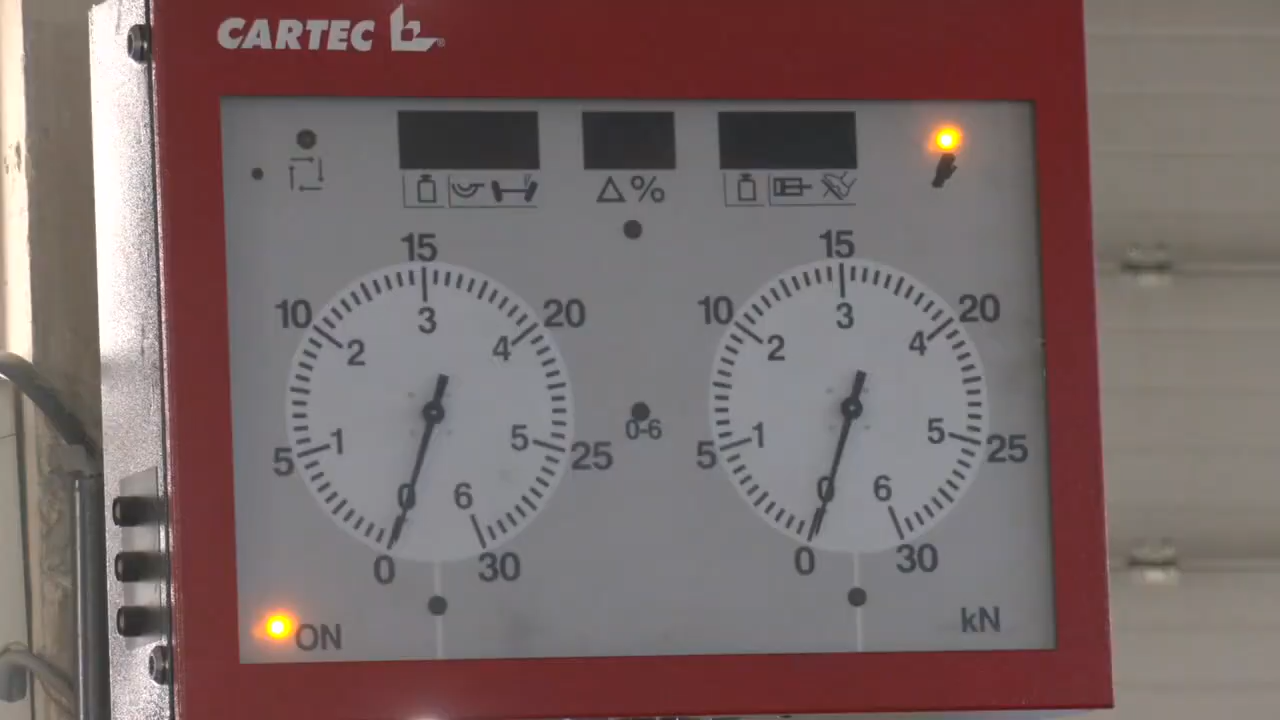 CARTEC
Δ%
15 15
10 20 10 20
3 3
2 4 2 4
0-6
5 1 5 25 5 1 5 25
0 6 0 6
0 30 0 30
ON kN